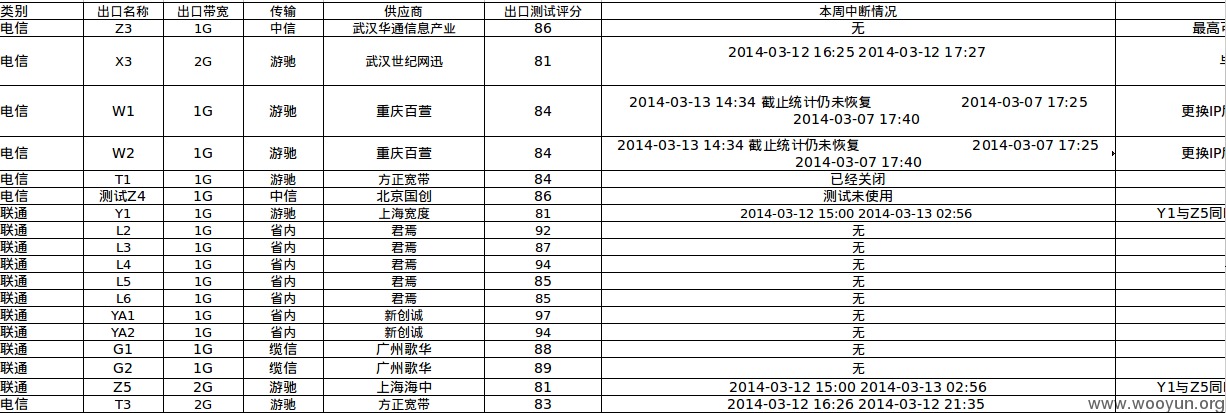 类别 出口名称 出口带宽 传输 供应商 出口测试评分 本周中断情况
电信 Z3 1G 中信 武汉华通信息产业 86 无 最高可
电信 X3 2G 游驰 武汉世纪网迅 81 2014-03-12 16:25 2014-03-12 17:27
电信 W1 1G 游驰 重庆百萱 84 2014-03-13 14:34 截止统计仍未恢复 2014-03-07 17:25 更换IP
2014-03-07 17:40
电信 W2 1G 游驰 重庆百萱 84 2014-03-13 14:34 截止统计仍未恢复 2014-03-07 17:25 更换IP
2014-03-07 17:40
电信 T1 1G 游驰 方正宽带 84 已经关闭
电信 测试Z4 1G 中信 北京国创 86 测试未使用
联通 Y1 1G 游驰 上海宽度 81 2014-03-12 15:00 2014-03-13 02:56 Y1与Z5同
联通 L2 1G 省内 君焉 92 无
联通 L3 1G 省内 君焉 87 无
联通 L4 1G 省内 君焉 94 无
联通 L5 1G 省内 君焉 85 无
联通 L6 1G 省内 君焉 85 无
联通 YA1 1G 省内 新创诚 97 无
联通 YA2 1G 省内 新创诚 94 无
联通 G1 1G 缆信 广州歌华 88 无
联通 G2 1G 缆信 广州歌华 89 无
联通 Z5 2G 游驰 上海海中 81 2014-03-12 15:00 2014-03-13 02:56 Y1与Z5同
电信 T3 2G 游驰 方正宽带 83 2014-03-12 16:26 2014-03-12 21:35
www.wooyun.org